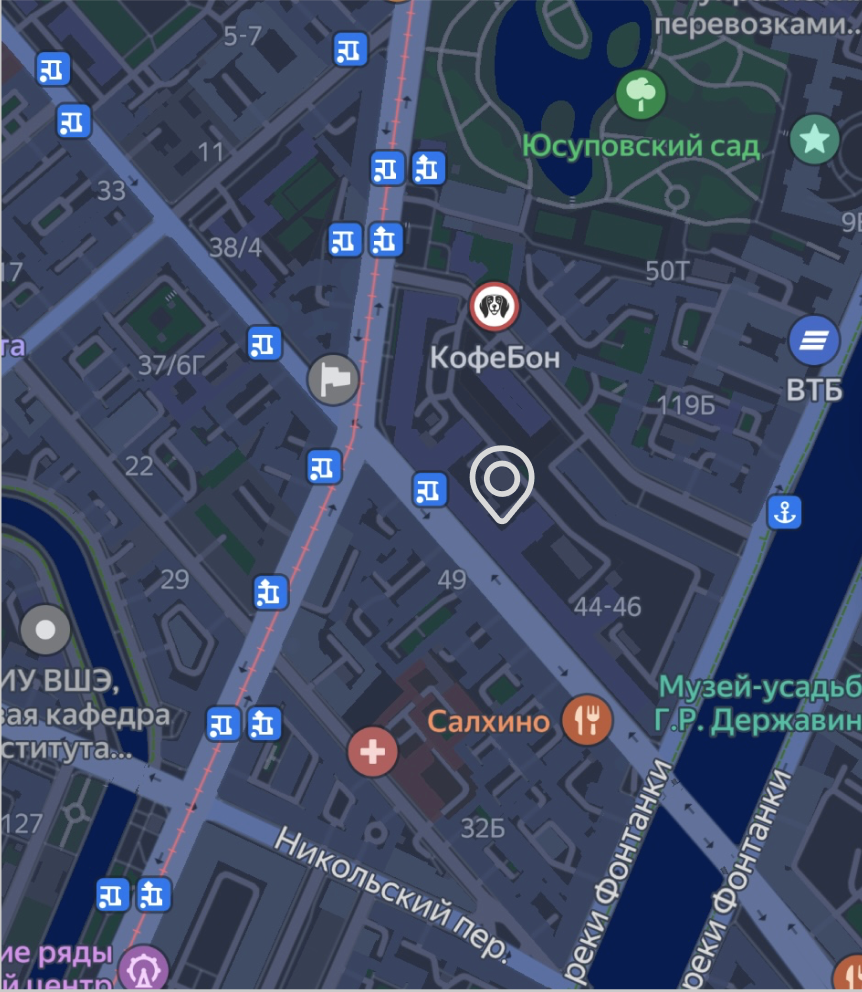 перевозками...
5-7
Юсуповский сад
11
33
38/4
9Е
17
50Т
та
КофеБон
37/6Г
ВТБ
119Б
22
29
49
44-46
ИУ ВШЭ,
вая кафедра
ститута...
Музей-усадьб
Г.Р. Державин
Салхино
127
32Б
Никольский пер.
реки Фонтанки
реки Фонтанки
ие ряды
й центр